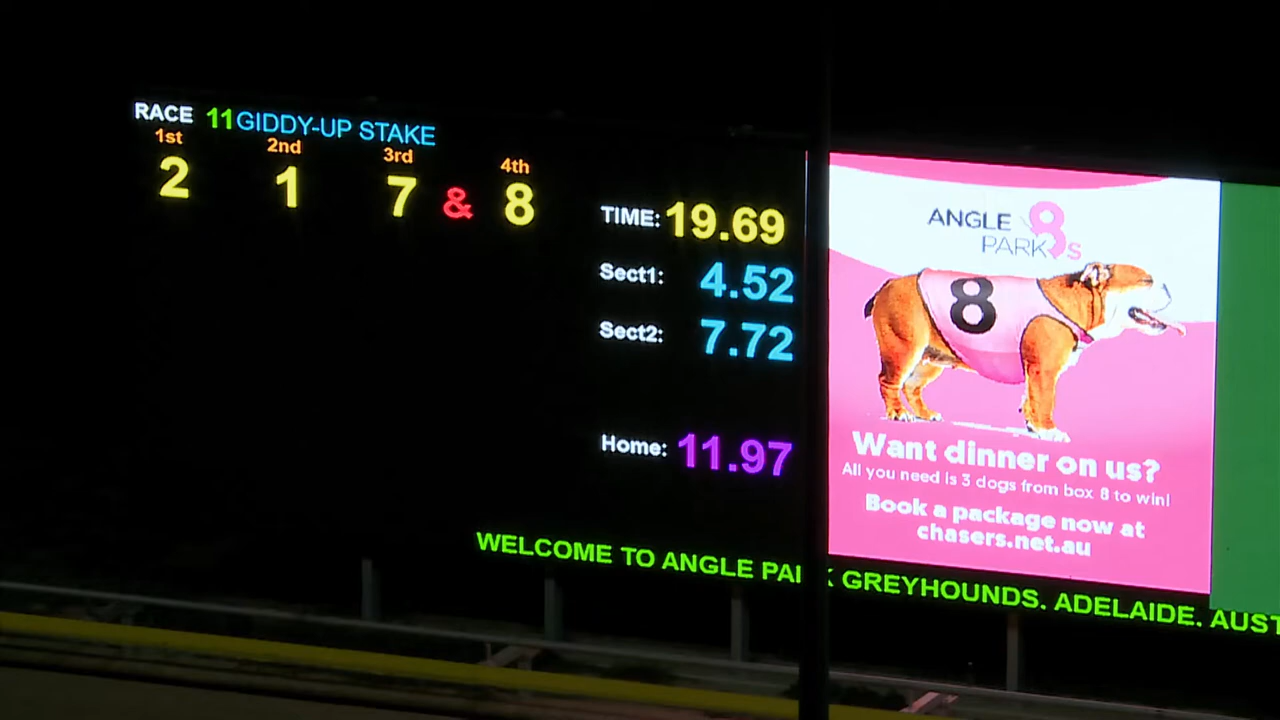 RACE 11 GIDDY-UP STAKE
1st 2nd 3rd 4th
2 1 7 & 8
TIME: 19.69
Sect1: 4.52
Sect2: 7.72
Home: 11.97
WELCOME TO ANGLE PARK GREYHOUNDS. ADELAIDE. AUST
ANGLE
PARK 8s
8
Want dinner on us?
All you need is 3 dogs from box 8 to win!
Book a package now at
chasers.net.au